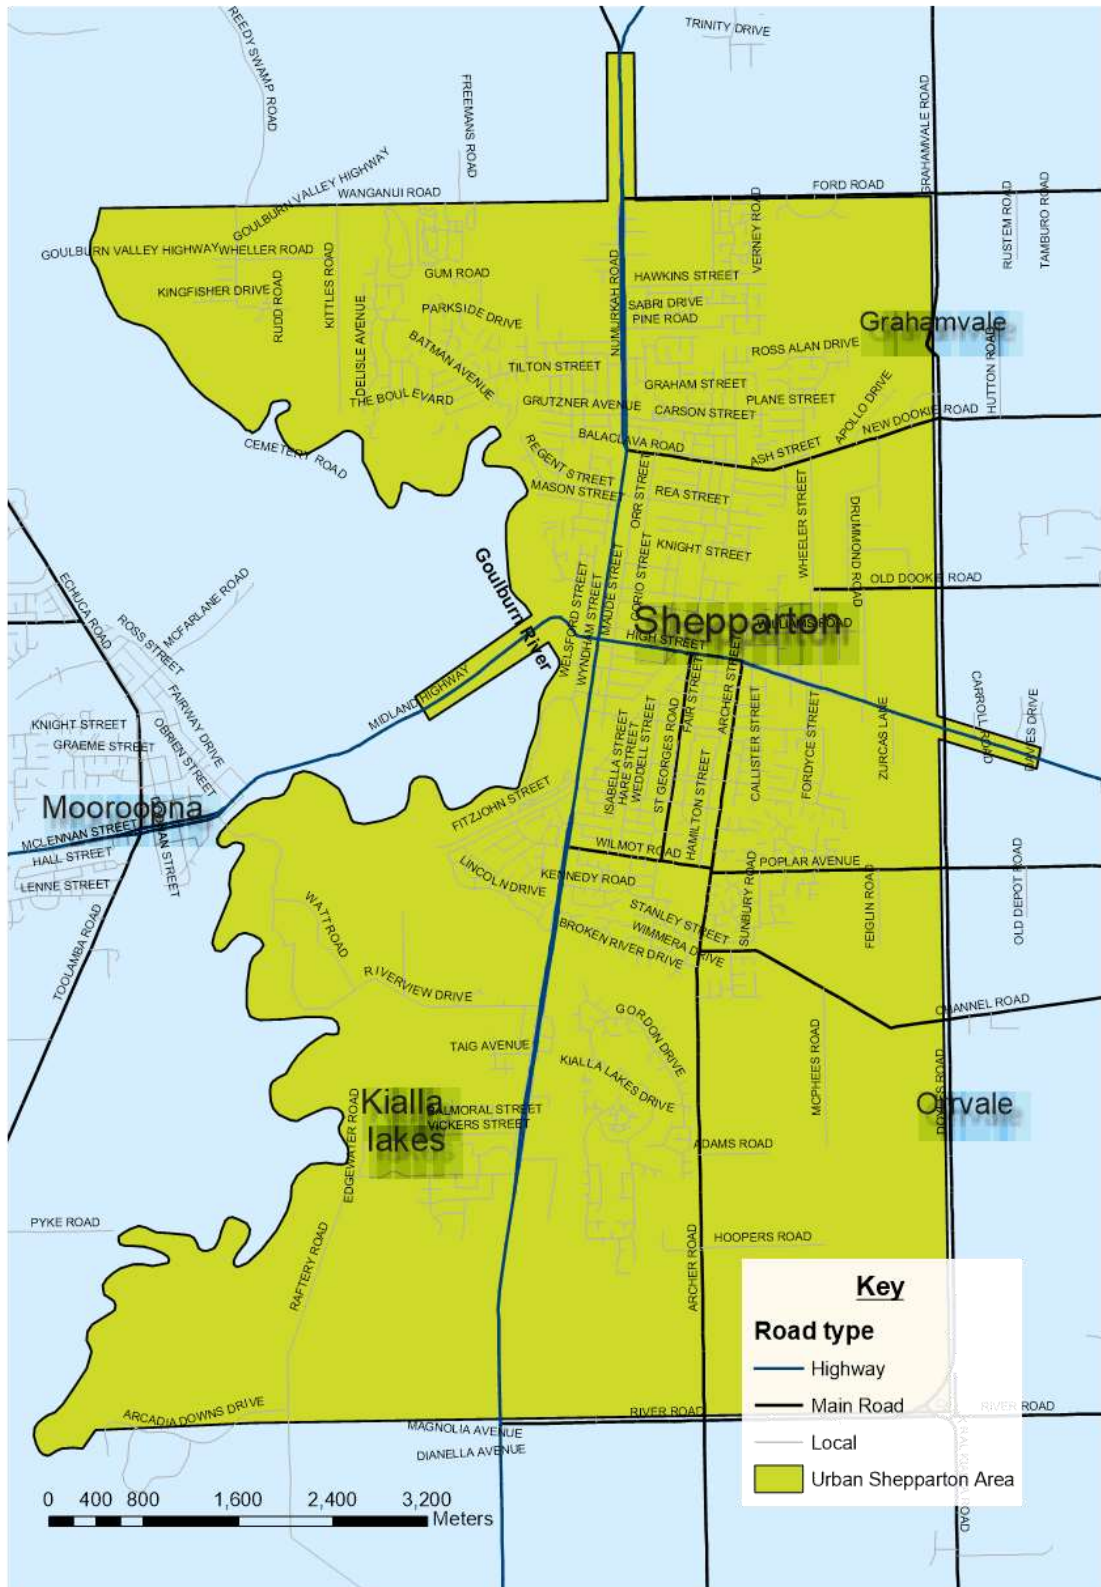 TRINITY DRIVE
REEDY SWAMP ROAD
FREEMANS ROAD
GRAHAMVALE ROAD
GOULBURN VALLEY HIGHWAY
WANGANUI ROAD
FORD ROAD
VERNEY ROAD
RUSTEM ROAD
TAMBURO ROAD
GOULBURN VALLEY HIGHWAY
WHELLER ROAD
KITTLES ROAD
GUM ROAD
NUMURKAH ROAD
HAWKINS STREET
KINGFISHER DRIVE
RUDD ROAD
DELISLE AVENUE
PARKSIDE DRIVE
SABRI DRIVE
PINE ROAD
Grahamvale
BATMAN AVENUE
TILTON STREET
ROSS ALAN DRIVE
HUTTON ROAD
GRAHAM STREET
THE BOULEVARD
GRUTZNER AVENUE
CARSON STREET
PLANE STREET
APOLLO DRIVE
NEW DOOKIE ROAD
CEMETERY ROAD
REGENT STREET
BALACLAVA ROAD
ASH STREET
MASON STREET
ORR STREET
REA STREET
WHEELER STREET
DRUMMOND ROAD
KNIGHT STREET
Goulburn River
ECHUCA ROAD
ROSS STREET
MCFARLANE ROAD
OLD DOOKIE ROAD
WELSFORD STREET
WYNDHAM STREET
MAUDE STREET
CORIO STREET
Shepparton
WILLIAMS ROAD
HIGH STREET
MIDLAND HIGHWAY
KNIGHT STREET
GRAEME STREET
FAIRWAY DRIVE
OBRIEN STREET
ISABELLA STREET
HARE STREET
WEDDELL STREET
ST GEORGES ROAD
FAIR STREET
ARCHER STREET
HAMILTON STREET
CALLISTER STREET
FORDYCE STREET
ZURCAS LANE
CARROLL ROAD
DAVIES DRIVE
Mooroopna
MCLENNAN STREET
HALL STREET
LENNE STREET
TOOLAMBA ROAD
FITZJOHN STREET
WILMOT ROAD
LINCOLN DRIVE
KENNEDY ROAD
POPLAR AVENUE
SUNBURY ROAD
FEIGLIN ROAD
OLD DEPOT ROAD
WATT ROAD
STANLEY STREET
WIMMERA DRIVE
BROKEN RIVER DRIVE
RIVERVIEW DRIVE
CHANNEL ROAD
GORDON DRIVE
TAIG AVENUE
KIALLA LAKES DRIVE
MCPHEES ROAD
DOYLES ROAD
Kialla
lakes
BALMORAL STREET
VICKERS STREET
Orrvale
EDGEWATER ROAD
ADAMS ROAD
PYKE ROAD
RAFTERY ROAD
HOOPERS ROAD
ARCHER ROAD
Key
Road type
Highway
Main Road
Local
Urban Shepparton Area
ARCADIA DOWNS DRIVE
RIVER ROAD
RIVER ROAD
MAGNOLIA AVENUE
DIANELLA AVENUE
0 400 800 1,600 2,400 3,200
Meters